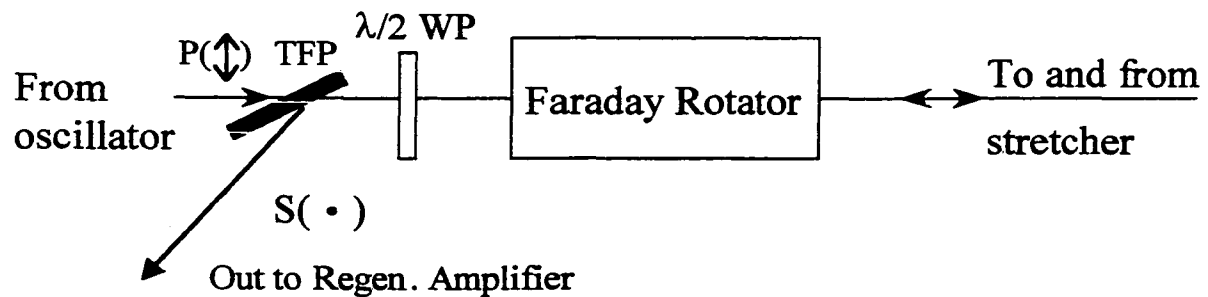 λ/2 WP
P(↕) TFP
From
oscillator
Faraday Rotator
To and from
stretcher
S( • )
Out to Regen. Amplifier